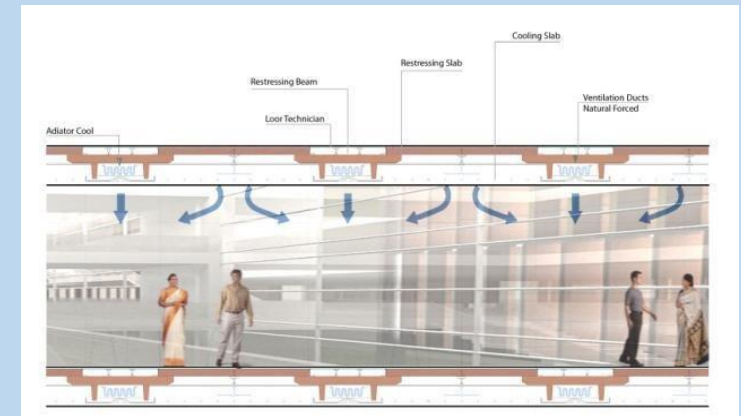 Cooling Slab
Restressing Slab
Restressing Beam
Ventilation Ducts
Natural Forced
Loor Technician
Adiator Cool